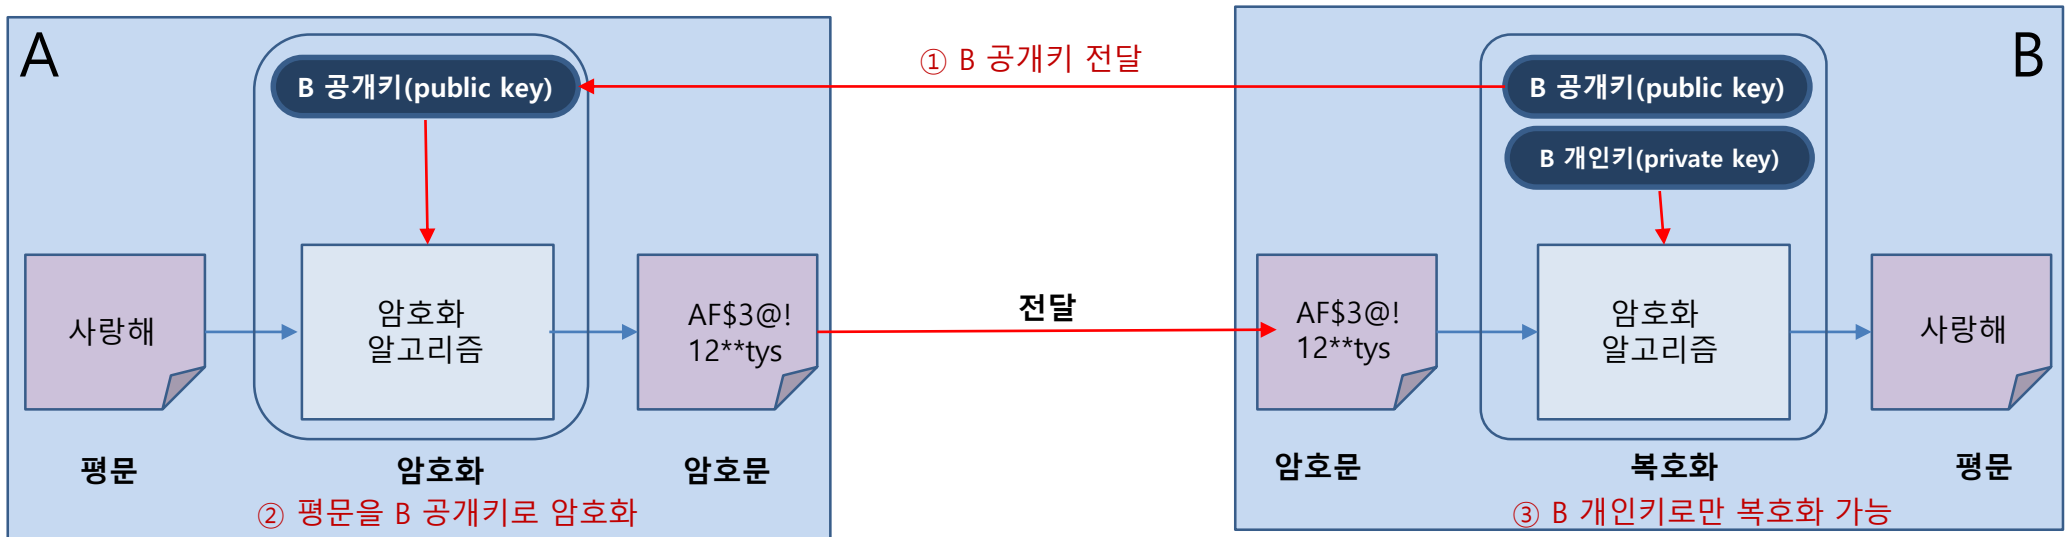 A
B 공개키(public key)
사랑해
암호화
알고리즘
AF$3@!
12**tys
평문
암호화
암호문
② 평문을 B 공개키로 암호화
① B 공개키 전달
전달
B
B 공개키(public key)
B 개인키(private key)
AF$3@!
12**tys
암호화
알고리즘
사랑해
암호문
복호화
평문
③ B 개인키로만 복호화 가능